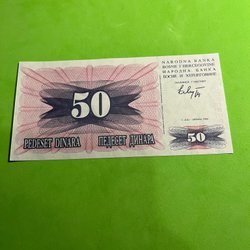 NARODNA BANKA
BOSNE I HERCEGOVINE
НАРОДНА БАНКА
БОСНЕ И ХЕРЦЕГОВИНЕ
50
PEDESET DINARA
ПЕДЕСЕТ ДИНАРА
50